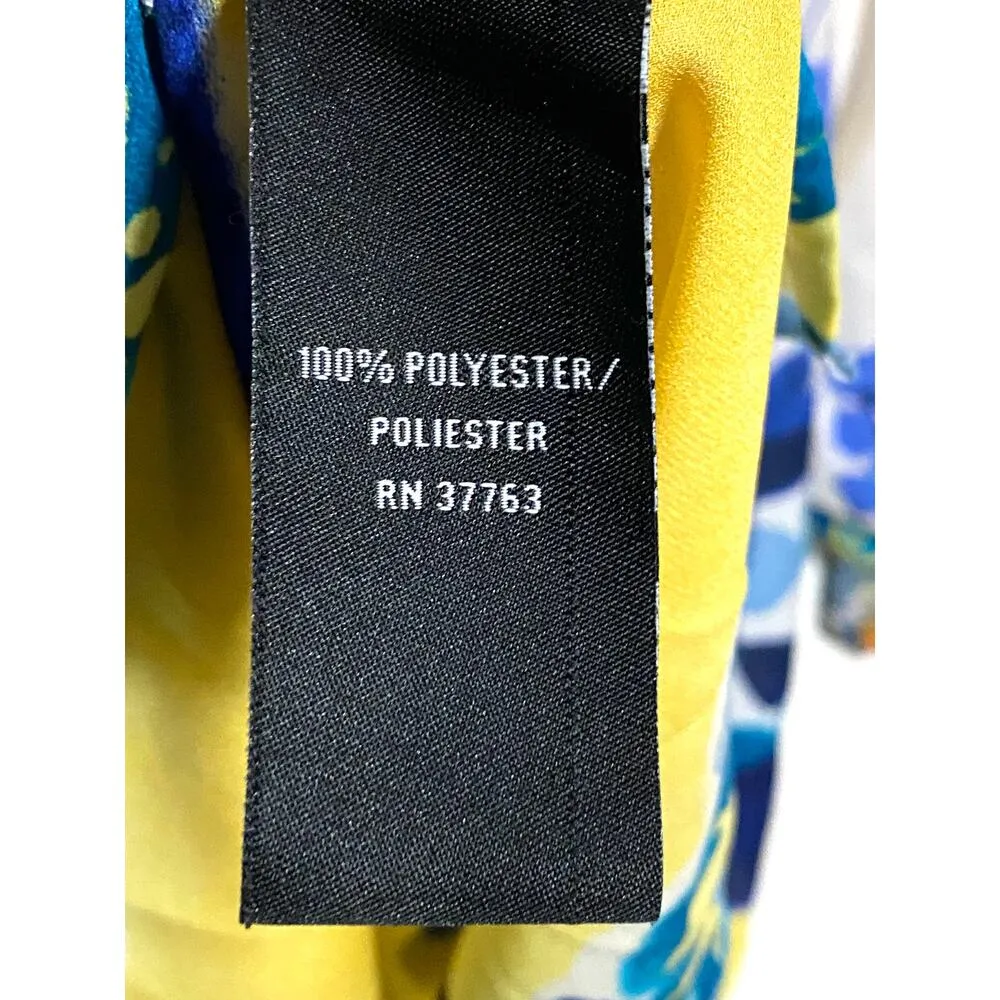 100% POLYESTER/
POLIESTER
RN 37763